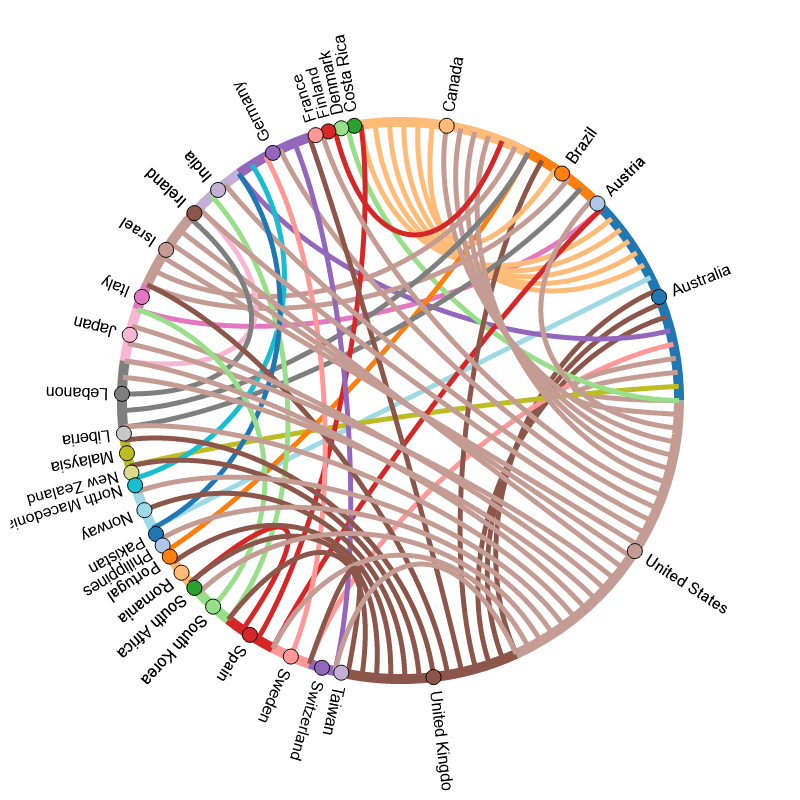 Costa Rica
Denmark
Finland
France
Germany
India
Ireland
Israel
Italy
Japan
Lebanon
Liberia
Malaysia
New Zealand
North Macedonia
Norway
Pakistan
Philippines
Portugal
Romania
South Africa
South Korea
Spain
Sweden
Switzerland
Taiwan
United Kingdo
United States
Australia
Austria
Brazil
Canada